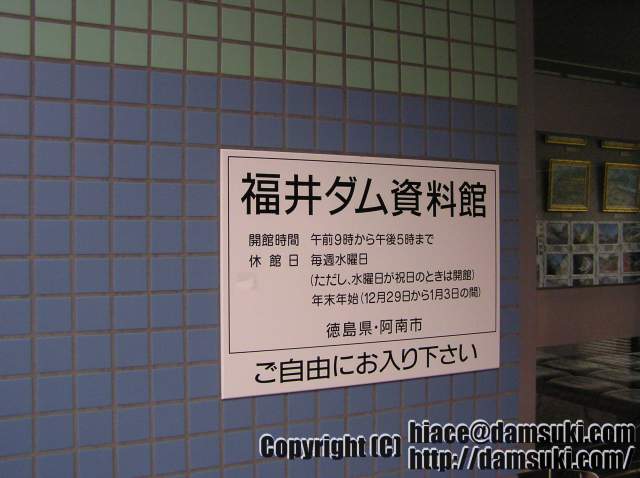 福井ダム資料館
開館時間 午前9時から午後5時まで
休館日 毎週水曜日
(ただし、水曜日が祝日のときは開館)
年末年始(12月29日から1月3日の間)
徳島県・阿南市
ご自由にお入り下さい
Copyright (C) hiace@damsuki.com
http://damsuki.com/